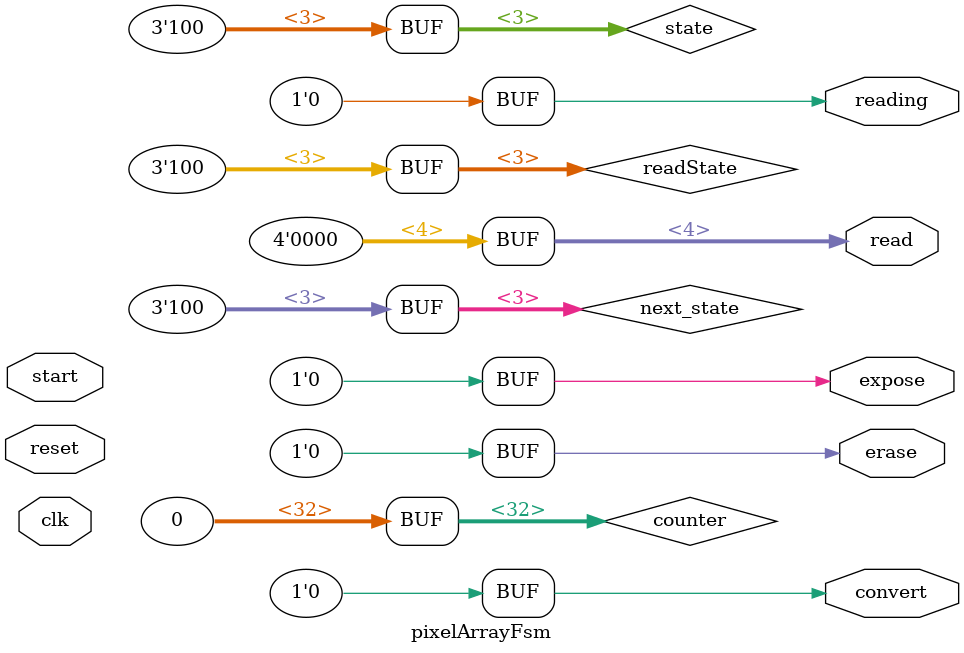 3'100 <3> BUF <3> state
1'0 BUF reading
3'100 <3> BUF <3> readState
4'0000 <4> BUF <4> read
3'100 <3> BUF <3> next_state
start
1'0 BUF expose
reset
1'0 BUF erase
clk
0 <32> BUF <32> counter
1'0 BUF convert
pixelArrayFsm